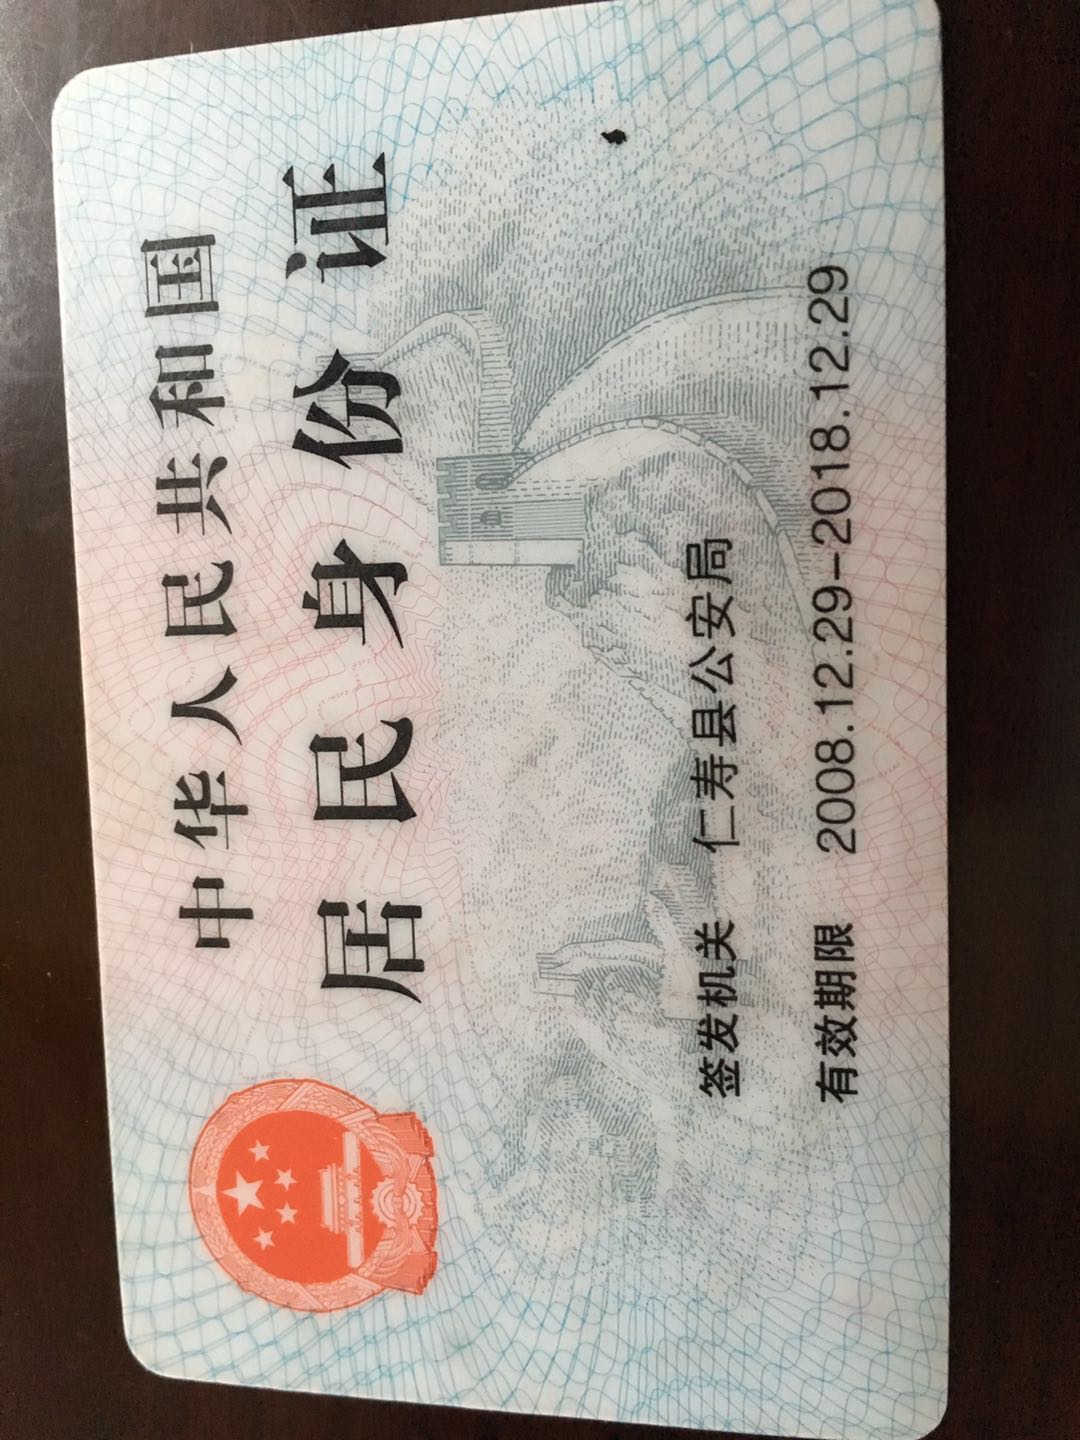 中华人民共和国
居民身份证
签发机关 仁寿县公安局
有效期限 2008.12.29-2018.12.29